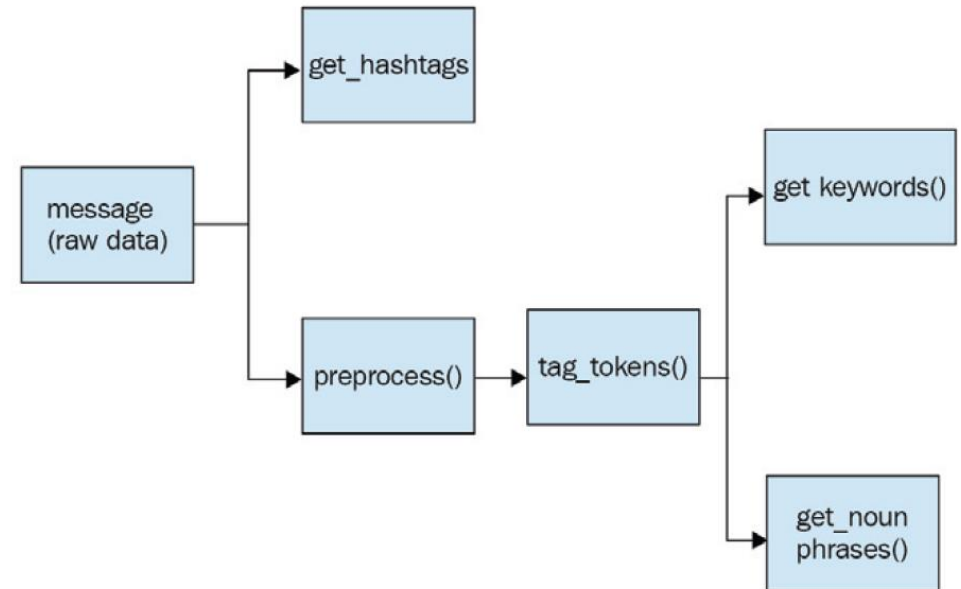 get_hashtags
message
(raw data)
get keywords()
preprocess()
tag_tokens()
get_noun
phrases()